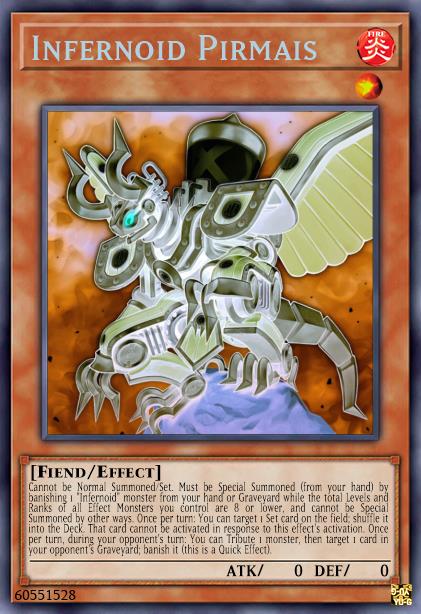 Infernoid Pirmais
FIRE
炎
[Fiend/Effect]
Cannot be Normal Summoned/Set. Must be Special Summoned (from your hand) by
banishing 1 "Infernoid" monster from your hand or Graveyard while the total Levels and
Ranks of all Effect Monsters you control are 8 or lower, and cannot be Special
Summoned by other ways. Once per turn: You can target 1 Set card on the field; shuffle it
into the Deck. That card cannot be activated in response to this effect's activation. Once
per turn, during your opponent's turn: You can Tribute 1 monster, then target 1 card in
your opponent's Graveyard; banish it (this is a Quick Effect).
ATK/ 0 DEF/ 0
60551528